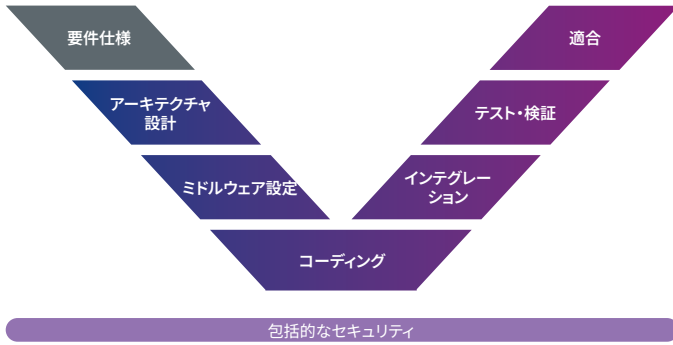 要件仕様
適合
アーキテクチャ
設計
テスト・検証
ミドルウェア設定
インテグレー
ション
コーディング
包括的なセキュリティ